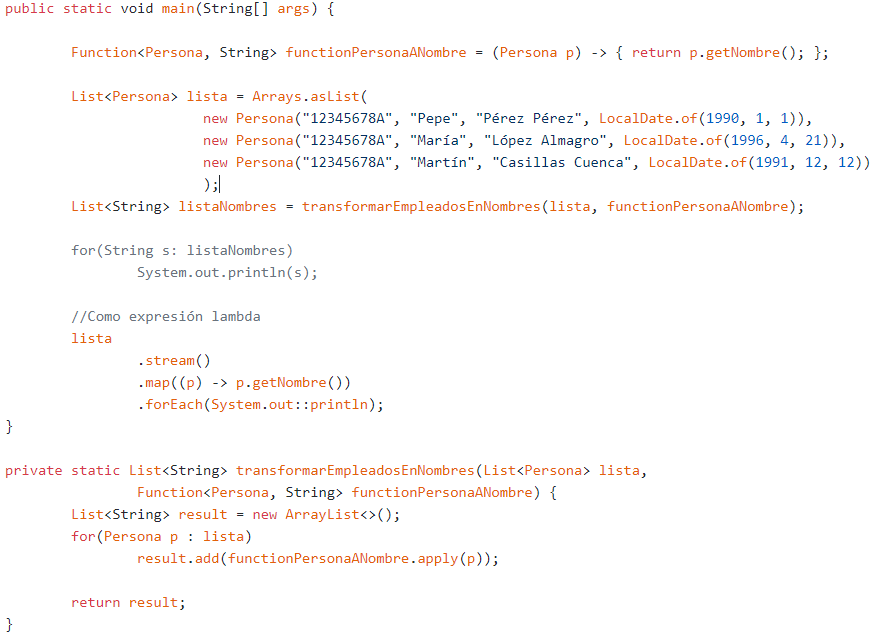 public static void main(String[] args) {
Function<Persona, String> functionPersonaANombre = (Persona p) -> { return p.getNombre(); };
List<Persona> lista = Arrays.asList(
new Persona("12345678A", "Pepe", "Pérez Pérez", LocalDate.of(1990, 1, 1)),
new Persona("12345678A", "María", "López Almagro", LocalDate.of(1996, 4, 21)),
new Persona("12345678A", "Martín", "Casillas Cuenca", LocalDate.of(1991, 12, 12))
);
List<String> listaNombres = transformarEmpleadosEnNombres(lista, functionPersonaANombre);
for(String s: listaNombres)
System.out.println(s);
//Como expresión lambda
lista
.stream()
.map((p) -> p.getNombre())
.forEach(System.out::println);
}
private static List<String> transformarEmpleadosEnNombres(List<Persona> lista,
Function<Persona, String> functionPersonaANombre) {
List<String> result = new ArrayList<>();
for(Persona p : lista)
result.add(functionPersonaANombre.apply(p));
return result;
}